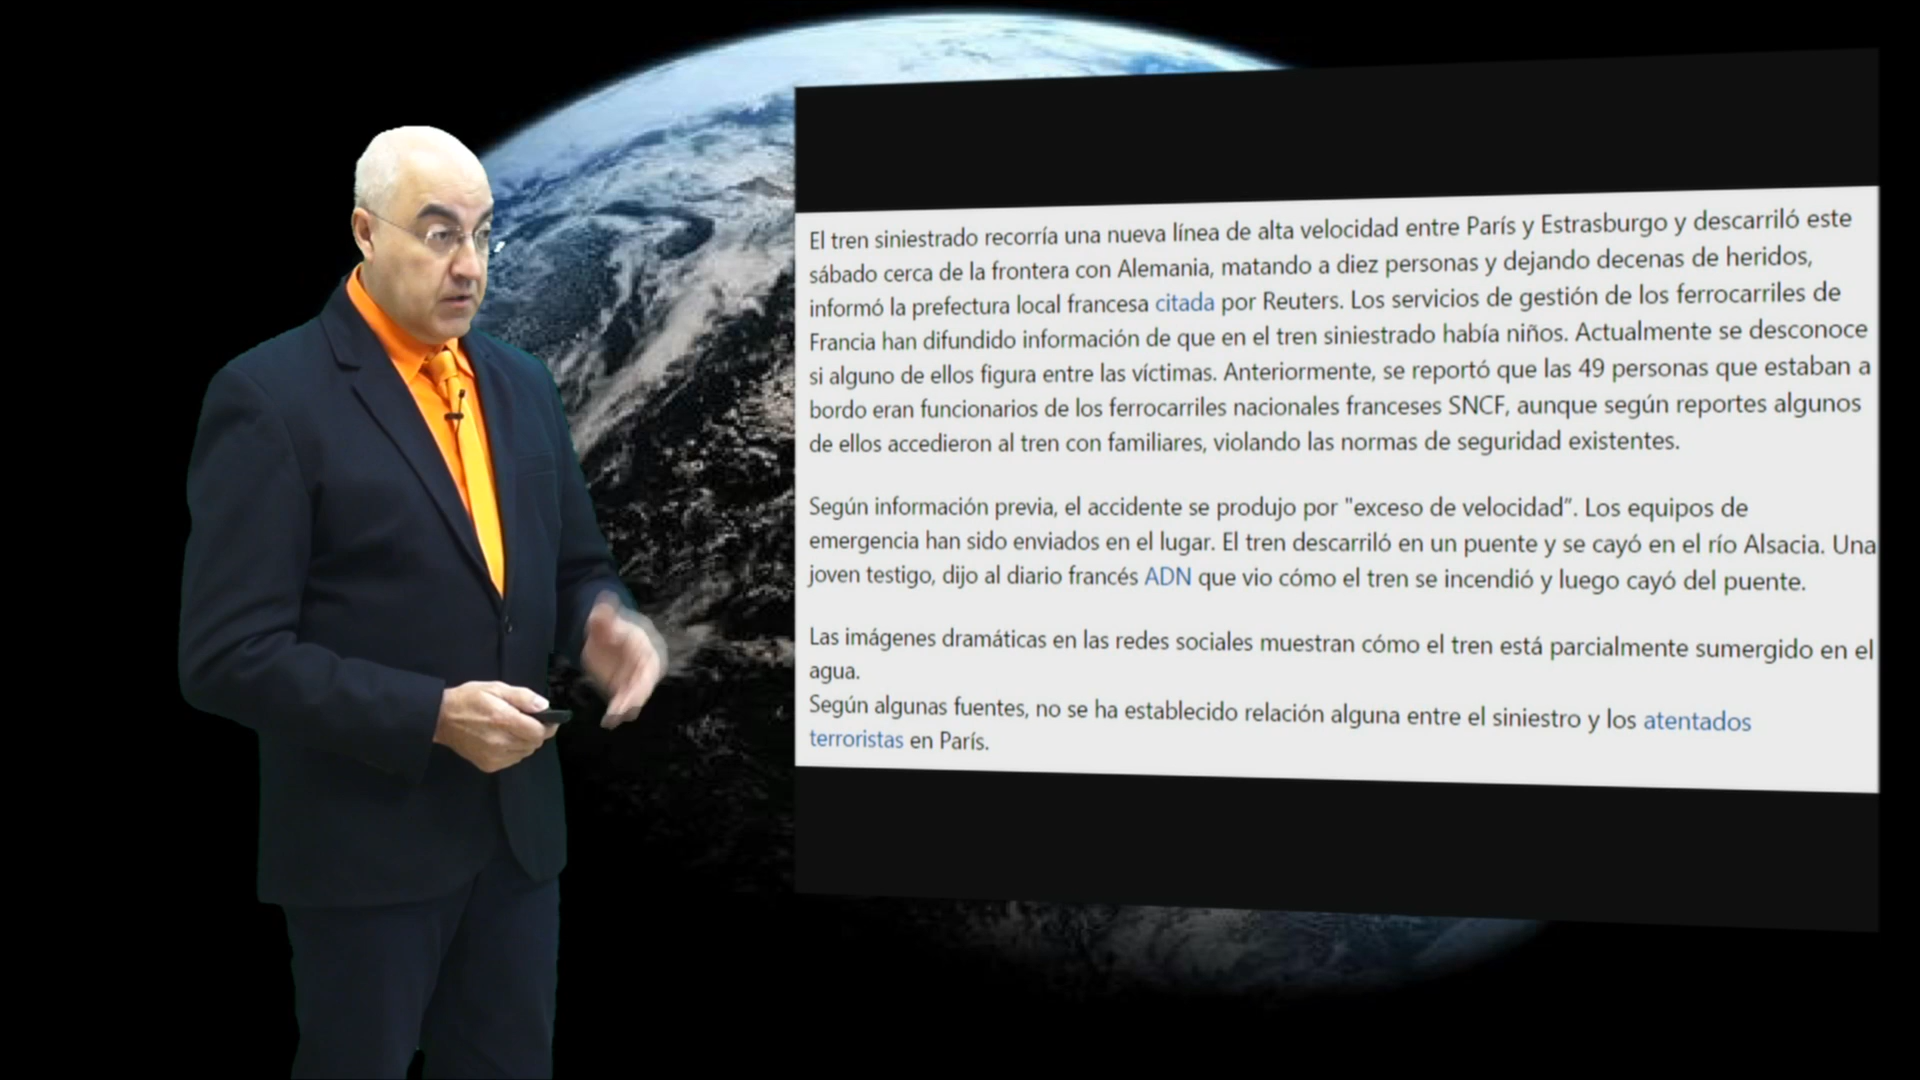 El tren siniestrado recorría una nueva línea de alta velocidad entre París y Estrasburgo y descarriló este
sábado cerca de la frontera con Alemania, matando a diez personas y dejando decenas de heridos,
informó la prefectura local francesa citada por Reuters. Los servicios de gestión de los ferrocarriles de
Francia han difundido información de que en el tren siniestrado había niños. Actualmente se desconoce
si alguno de ellos figura entre las víctimas. Anteriormente, se reportó que las 49 personas que estaban a
bordo eran funcionarios de los ferrocarriles nacionales franceses SNCF, aunque según reportes algunos
de ellos accedieron al tren con familiares, violando las normas de seguridad existentes.
Según información previa, el accidente se produjo por "exceso de velocidad”. Los equipos de
emergencia han sido enviados en el lugar. El tren descarriló en un puente y se cayó en el río Alsacia. Una
joven testigo, dijo al diario francés ADN que vio cómo el tren se incendió y luego cayó del puente.
Las imágenes dramáticas en las redes sociales muestran cómo el tren está parcialmente sumergido en el
agua.
Según algunas fuentes, no se ha establecido relación alguna entre el siniestro y los atentados
terroristas en París.